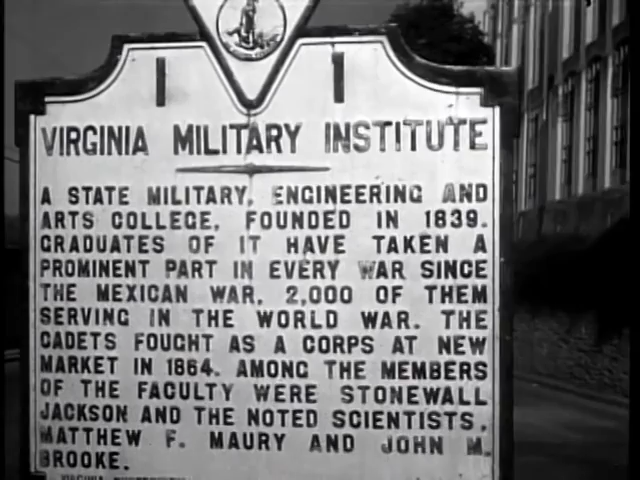 I I
VIRGINIA MILITARY INSTITUTE
A STATE MILITARY, ENGINEERING AND
ARTS COLLEGE, FOUNDED IN 1839.
GRADUATES OF IT HAVE TAKEN A
PROMINENT PART IN EVERY WAR SINCE
THE MEXICAN WAR, 2,000 OF THEM
SERVING IN THE WORLD WAR. THE
CADETS FOUGHT AS A CORPS AT NEW
MARKET IN 1864. AMONG THE MEMBERS
OF THE FACULTY WERE STONEWALL
JACKSON AND THE NOTED SCIENTISTS,
MATTHEW F. MAURY AND JOHN M.
BROOKE.